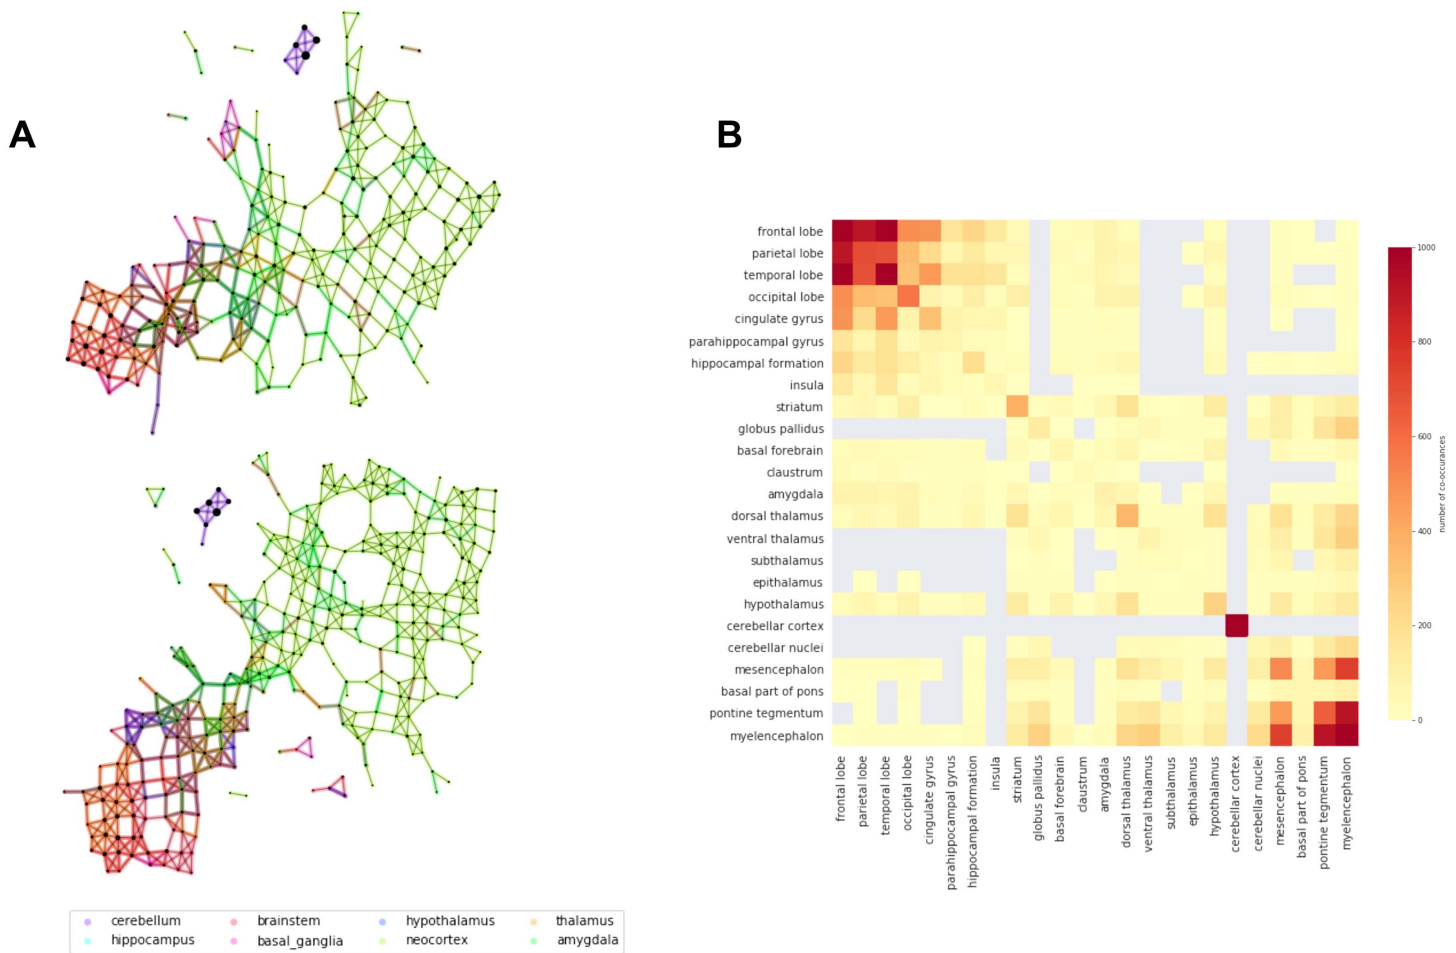 A
B
cerebellum
brainstem
hypothalamus
thalamus
hippocampus
basal_ganglia
neocortex
amygdala
frontal lobe
parietal lobe
temporal lobe
occipital lobe
cingulate gyrus
parahippocampal gyrus
hippocampal formation
insula
striatum
globus pallidus
basal forebrain
claustrum
amygdala
dorsal thalamus
ventral thalamus
subthalamus
epithalamus
hypothalamus
cerebellar cortex
cerebellar nuclei
mesencephalon
basal part of pons
pontine tegmentum
myelencephalon
frontal lobe
parietal lobe
temporal lobe
occipital lobe
cingulate gyrus
parahippocampal gyrus
hippocampal formation
insula
striatum
globus pallidus
basal forebrain
claustrum
amygdala
dorsal thalamus
ventral thalamus
subthalamus
epithalamus
hypothalamus
cerebellar cortex
cerebellar nuclei
mesencephalon
basal part of pons
pontine tegmentum
myelencephalon
1000
800
600
400
200
0
number of co-occurances